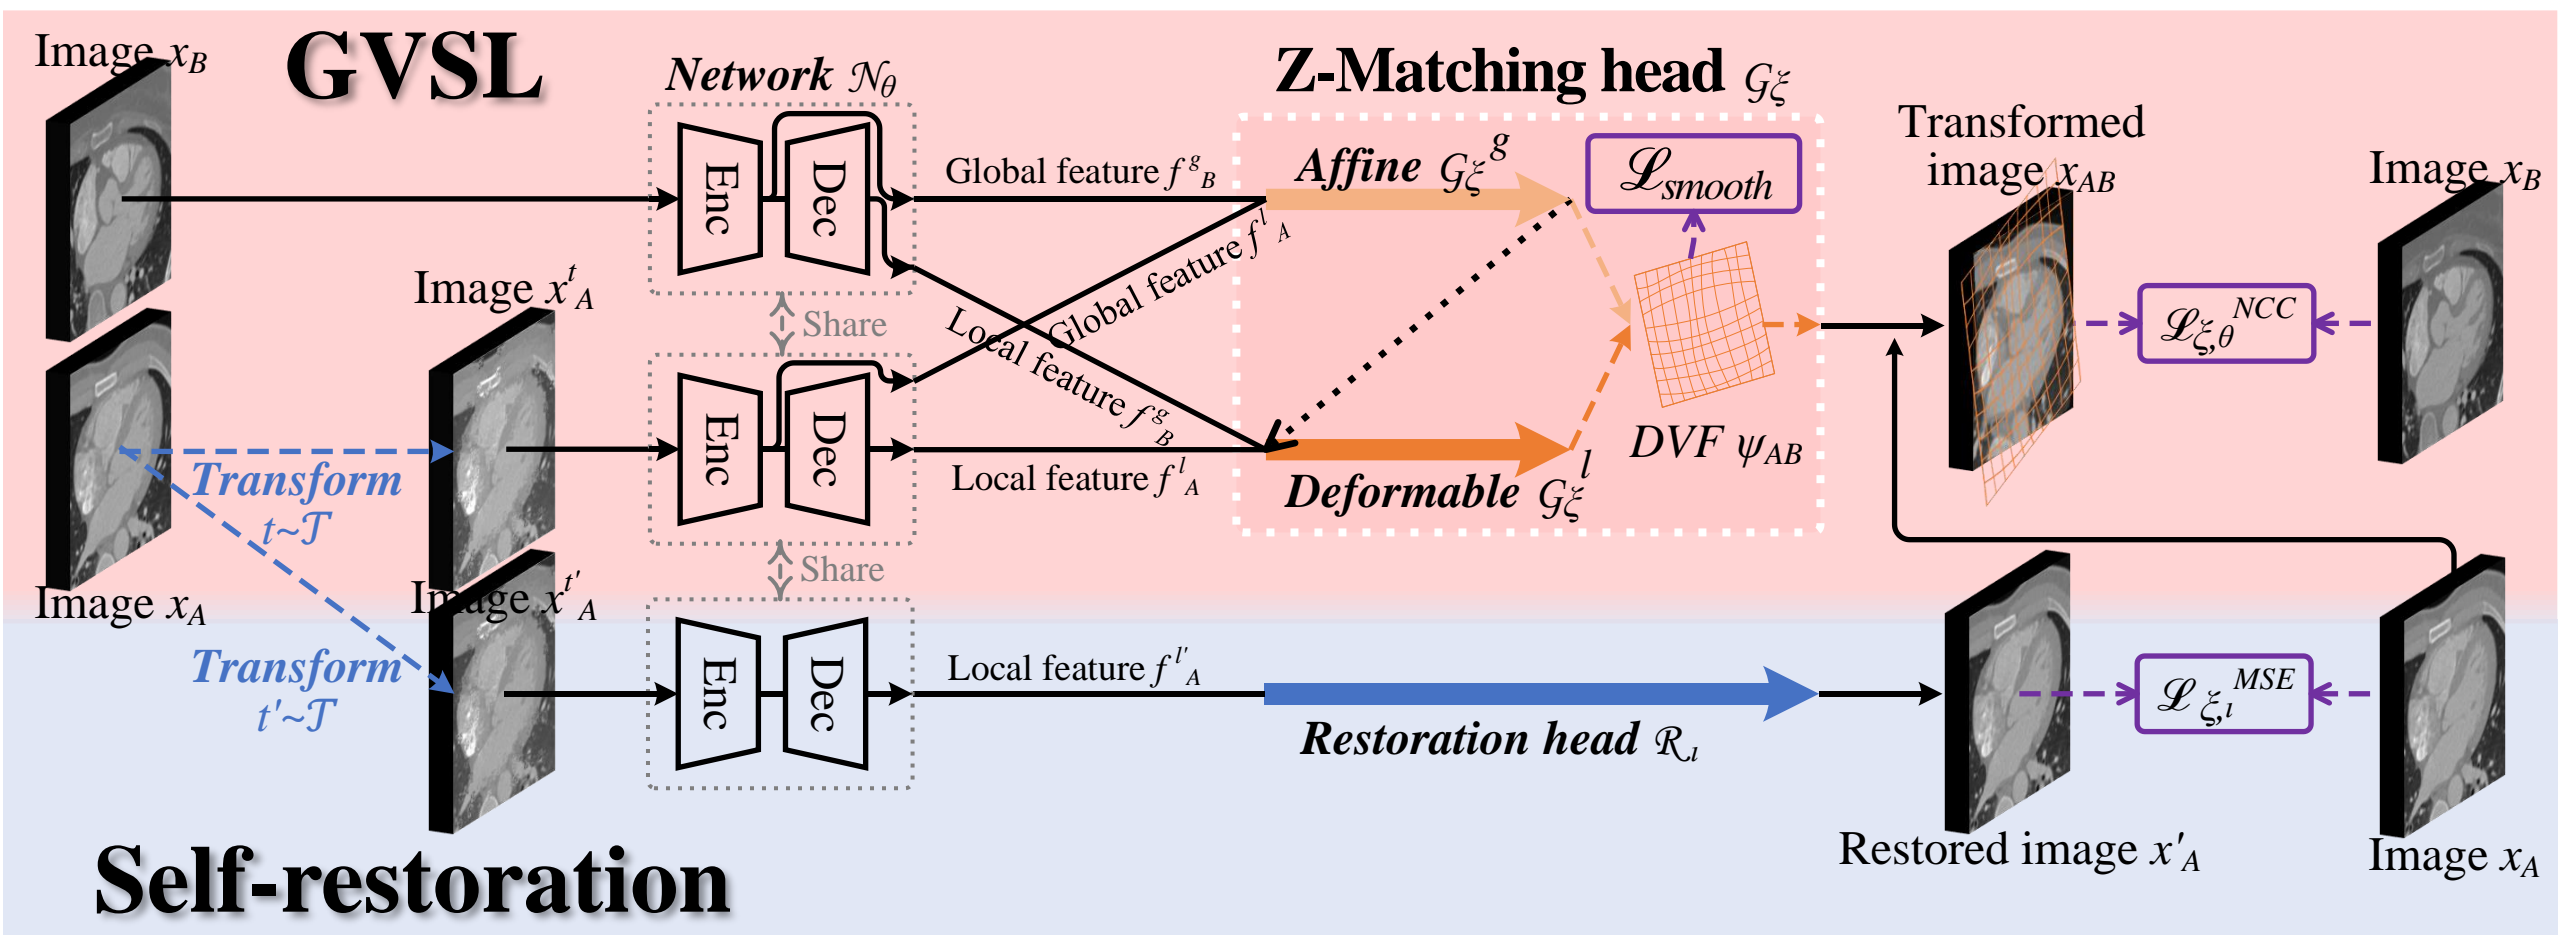 GVSL
Image x_B
Network 𝒩_θ
Z-Matching head 𝒢_ξ
Enc
Dec
Global feature f^g_B
Affine 𝒢_ξ^g
ℒ_smooth
Transformed
image x_AB
Image x_B
Global feature f^l_A
Local feature f^g_B
Image x^t_A
Share
Enc
Dec
Local feature f^l_A
Deformable 𝒢_ξ^l
DVF ψ_AB
ℒ_ξ,θ^NCC
Transform
t~𝒯
Image x_A
Image x^t'_A
Share
Transform
t'~𝒯
Enc
Dec
Local feature f^l'_A
Restoration head ℛ_ι
ℒ_ξ,ι^MSE
Restored image x'_A
Image x_A
Self-restoration